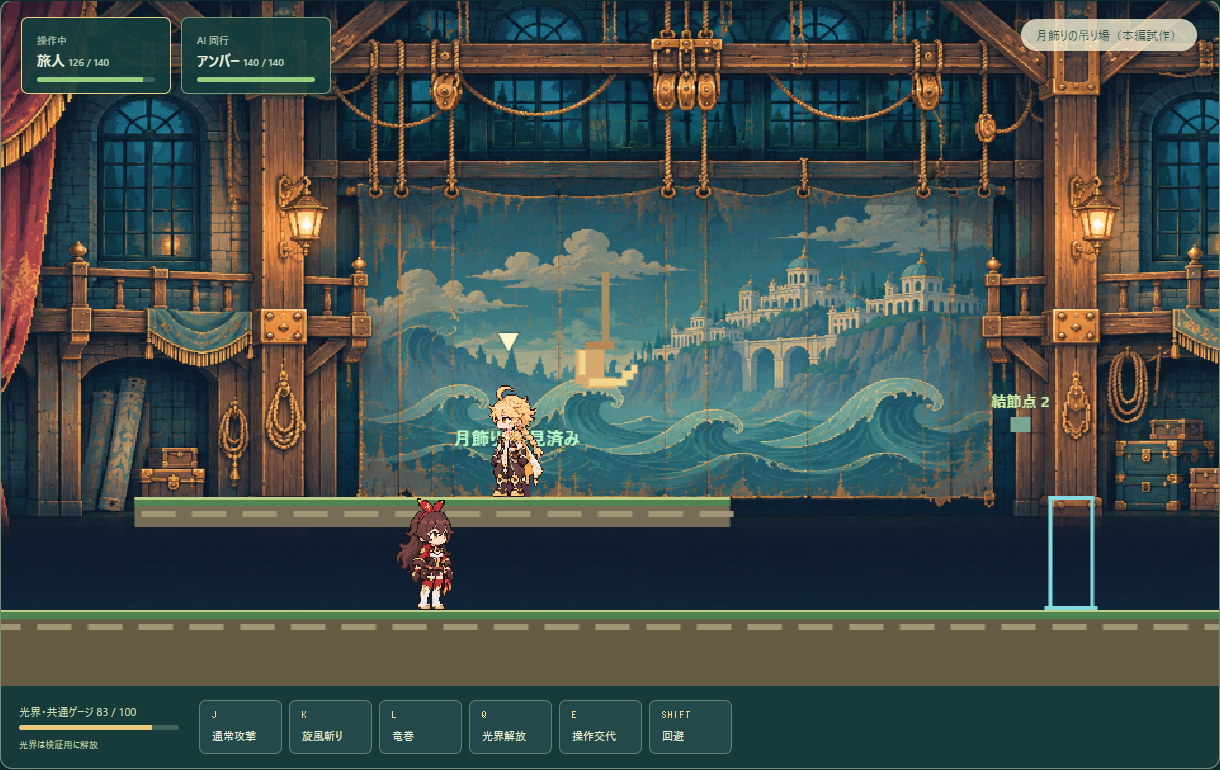 操作中
旅人 126 / 140
AI 同行
アンバー 140 / 140
月飾りの吊り場（本編試作）
結節点 2
月飾り 見済み
光界・共通ゲージ 83 / 100
光界は検証用に解放
J
通常攻撃
K
旋風斬り
L
竜巻
Q
光界解放
E
操作交代
SHIFT
回避